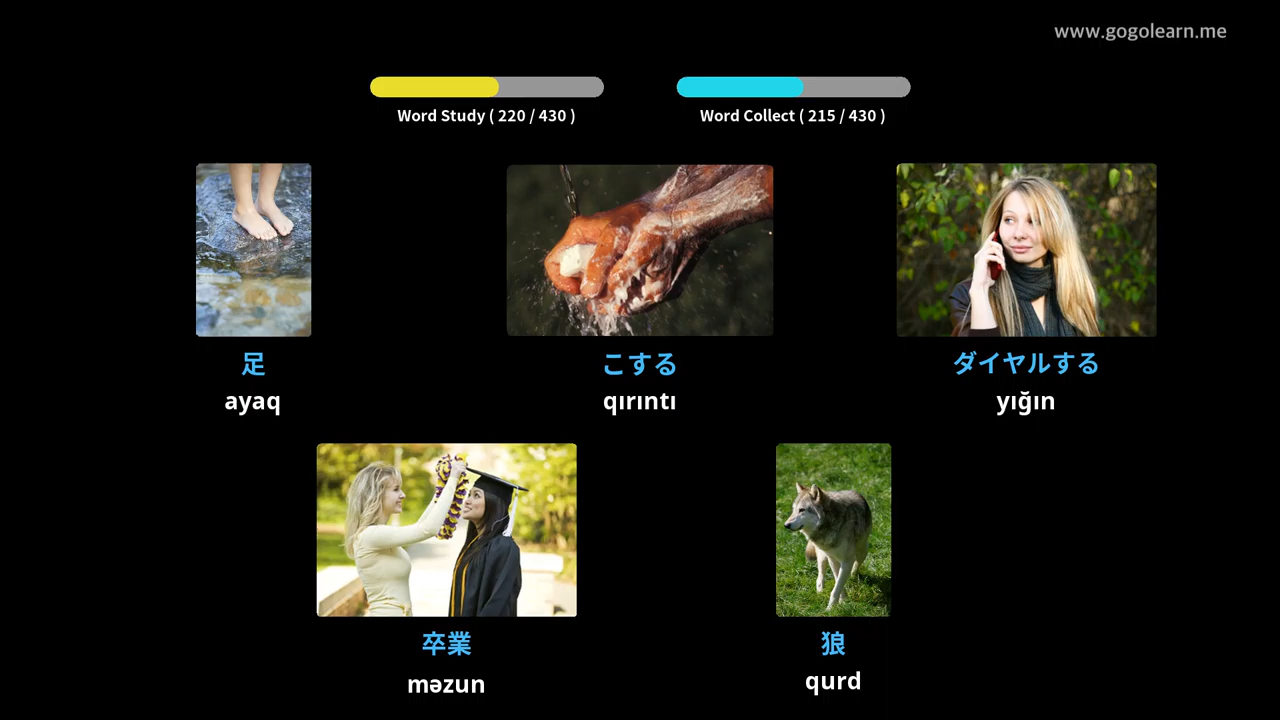 www.gogolearn.me
Word Study ( 220 / 430 )
Word Collect ( 215 / 430 )
足
ayaq
こする
qırıntı
ダイヤルする
yığın
卒業
məzun
狼
qurd